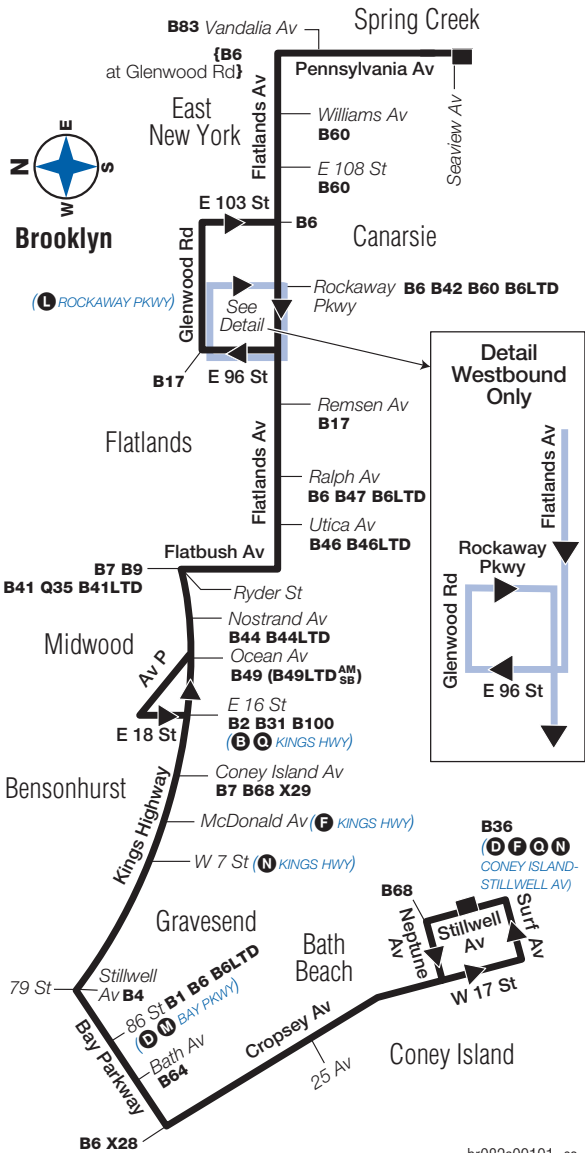 Spring Creek
B83 Vandalia Av
{B6
at Glenwood Rd}
Pennsylvania Av
Seaview Av
East
New York
Flatlands Av
Williams Av
B60
E 108 St
B60
N
E
S
W
Brooklyn
E 103 St
B6
Canarsie
Glenwood Rd
(L ROCKAWAY PKWY)
See
Detail
Rockaway
Pkwy
B6 B42 B60 B6LTD
B17
E 96 St
Remsen Av
B17
Flatlands
Flatlands Av
Ralph Av
B6 B47 B6LTD
Utica Av
B46 B46LTD
Detail
Westbound
Only
Flatlands Av
Rockaway
Pkwy
Glenwood Rd
E 96 St
B7 B9
B41 Q35 B41LTD
Flatbush Av
Ryder St
Nostrand Av
B44 B44LTD
Midwood
Av P
Ocean Av
B49 (B49LTD AM SB)
E 18 St
E 16 St
B2 B31 B100
(B Q KINGS HWY)
Bensonhurst
Kings Highway
Coney Island Av
B7 B68 X29
McDonald Av (F KINGS HWY)
W 7 St (N KINGS HWY)
B36
(D F Q N
CONEY ISLAND-
STILLWELL AV)
B68
Neptune
Av
Stillwell
Av
Surf Av
W 17 St
Gravesend
Bath
Beach
79 St
Stillwell
Av B4
86 St B1 B6 B6LTD
(D M BAY PKWY)
Bath Av
B64
Bay Parkway
Cropsey Av
25 Av
Coney Island
B6 X28